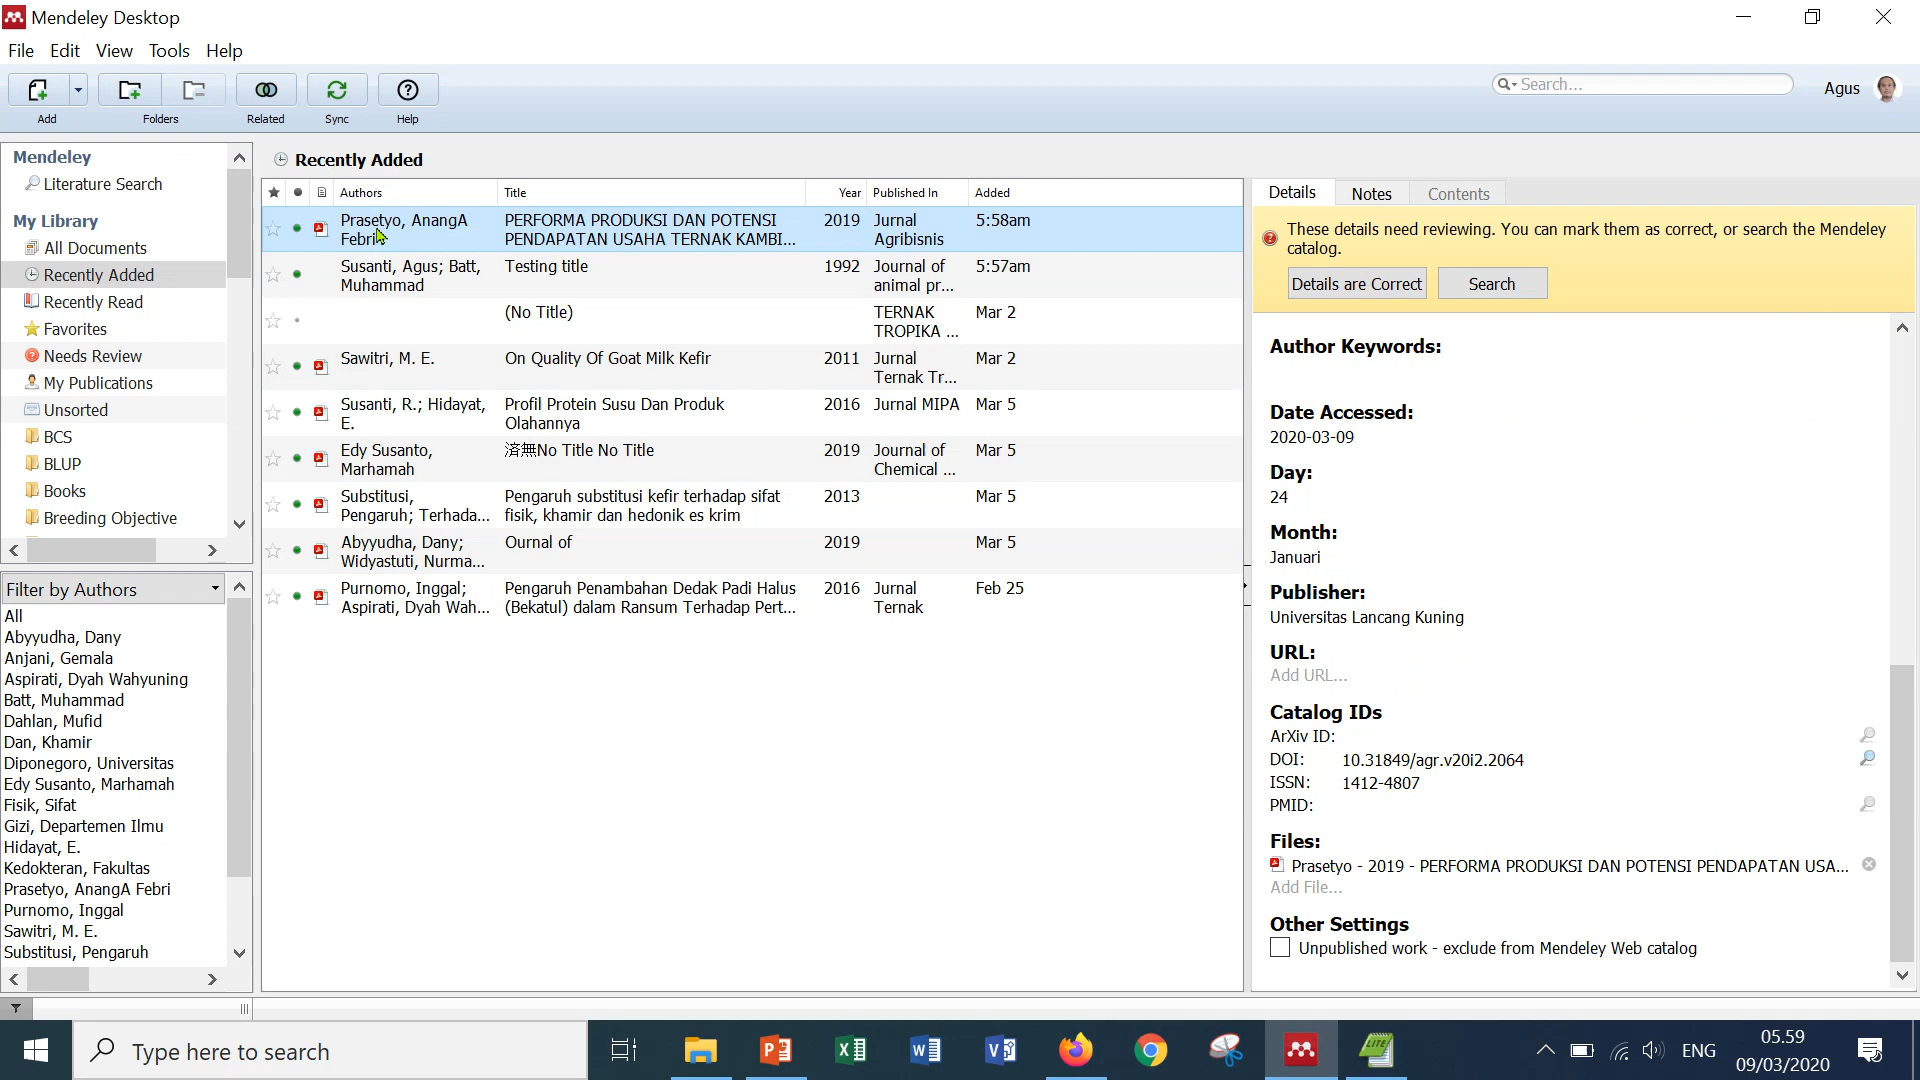 Mendeley Desktop
File Edit View Tools Help
Add Folders Related Sync Help
Search...
Agus
Mendeley
Literature Search
My Library
All Documents
Recently Added
Recently Read
Favorites
Needs Review
My Publications
Unsorted
BCS
BLUP
Books
Breeding Objective
Filter by Authors
All
Abyyudha, Dany
Anjani, Gemala
Aspirati, Dyah Wahyuning
Batt, Muhammad
Dahlan, Mufid
Dan, Khamir
Diponegoro, Universitas
Edy Susanto, Marhamah
Fisik, Sifat
Gizi, Departemen Ilmu
Hidayat, E.
Kedokteran, Fakultas
Prasetyo, AnangA Febri
Purnomo, Inggal
Sawitri, M. E.
Substitusi, Pengaruh
Recently Added
Authors Title Year Published In Added
Prasetyo, AnangA PERFORMA PRODUKSI DAN POTENSI 2019 Jurnal 5:58am
Febri PENDAPATAN USAHA TERNAK KAMBI... Agribisnis
Susanti, Agus; Batt, Testing title 1992 Journal of 5:57am
Muhammad animal pr...
(No Title) TERNAK Mar 2
TROPIKA ...
Sawitri, M. E. On Quality Of Goat Milk Kefir 2011 Jurnal Mar 2
Ternak Tr...
Susanti, R.; Hidayat, Profil Protein Susu Dan Produk 2016 Jurnal MIPA Mar 5
E. Olahannya
Edy Susanto, 済無No Title No Title 2019 Journal of Mar 5
Marhamah Chemical ...
Substitusi, Pengaruh substitusi kefir terhadap sifat 2013 Mar 5
Pengaruh; Terhada... fisik, khamir dan hedonik es krim
Abyyudha, Dany; Ournal of 2019 Mar 5
Widyastuti, Nurma...
Purnomo, Inggal; Pengaruh Penambahan Dedak Padi Halus 2016 Jurnal Feb 25
Aspirati, Dyah Wah... (Bekatul) dalam Ransum Terhadap Pert... Ternak
Details Notes Contents
These details need reviewing. You can mark them as correct, or search the Mendeley
catalog.
Details are Correct Search
Author Keywords:
Date Accessed:
2020-03-09
Day:
24
Month:
Januari
Publisher:
Universitas Lancang Kuning
URL:
Add URL...
Catalog IDs
ArXiv ID:
DOI: 10.31849/agr.v20i2.2064
ISSN: 1412-4807
PMID:
Files:
Prasetyo - 2019 - PERFORMA PRODUKSI DAN POTENSI PENDAPATAN USA...
Add File...
Other Settings
Unpublished work - exclude from Mendeley Web catalog
Type here to search
ENG
05.59
09/03/2020